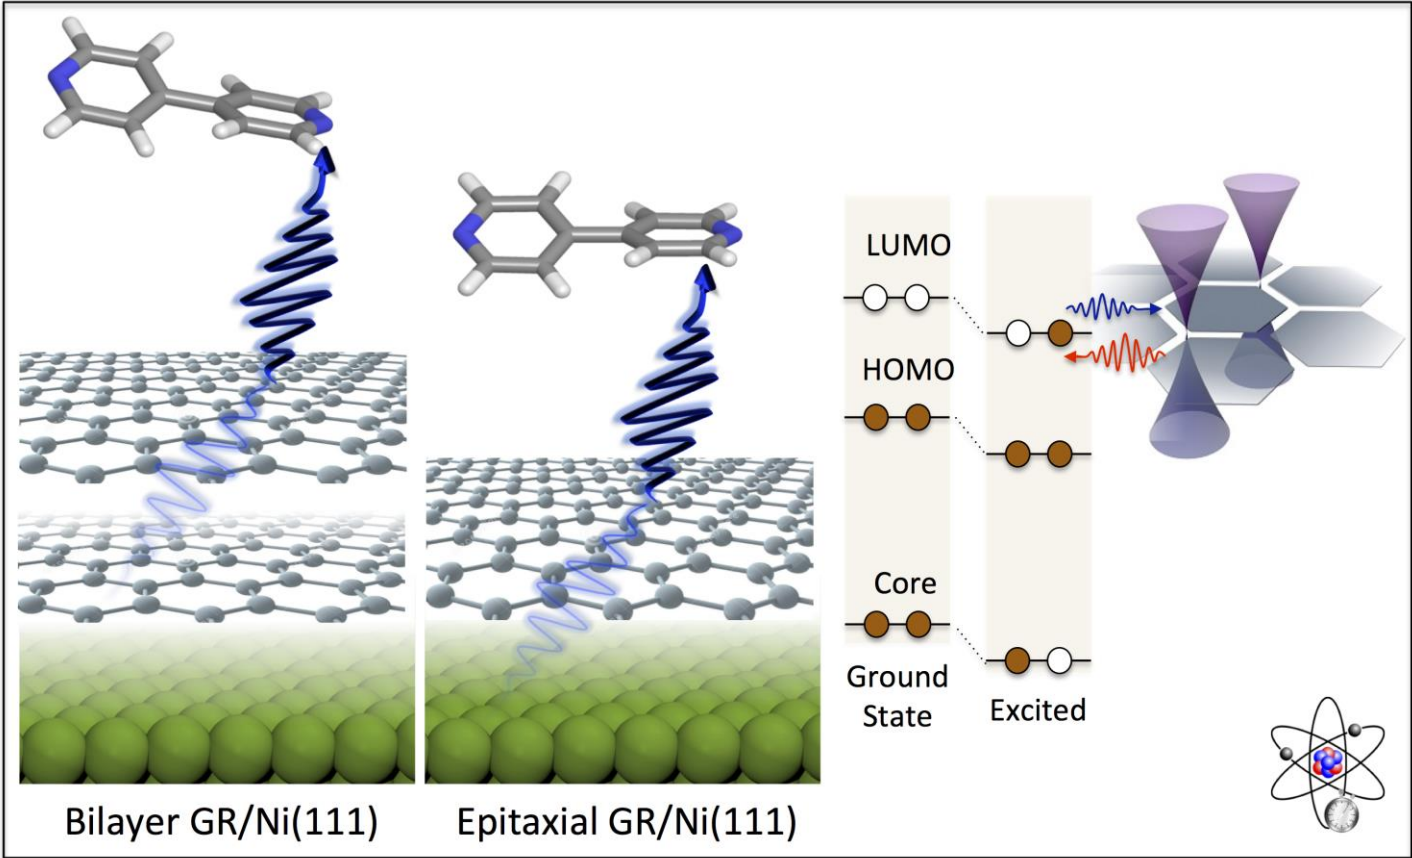 LUMO
HOMO
Core
Ground
State
Excited
Bilayer GR/Ni(111)
Epitaxial GR/Ni(111)